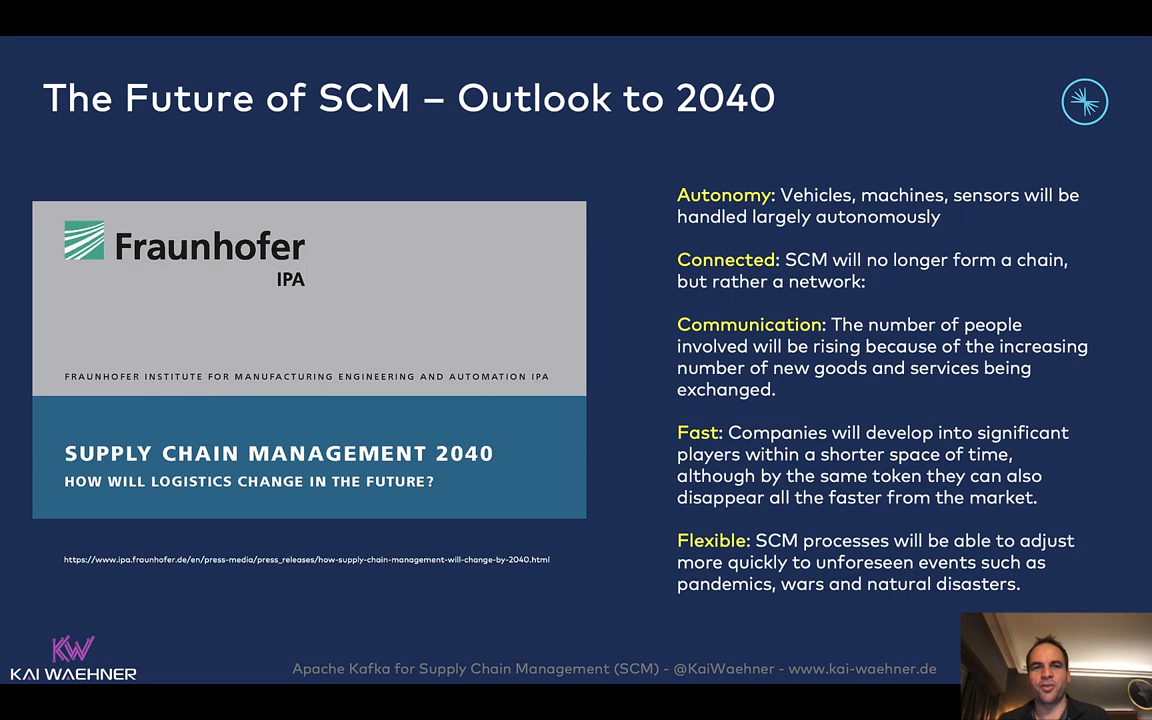 The Future of SCM – Outlook to 2040
Fraunhofer
IPA
FRAUNHOFER INSTITUTE FOR MANUFACTURING ENGINEERING AND AUTOMATION IPA
SUPPLY CHAIN MANAGEMENT 2040
HOW WILL LOGISTICS CHANGE IN THE FUTURE?
https://www.ipa.fraunhofer.de/en/press-media/press_releases/how-supply-chain-management-will-change-by-2040.html
Autonomy: Vehicles, machines, sensors will be
handled largely autonomously
Connected: SCM will no longer form a chain,
but rather a network:
Communication: The number of people
involved will be rising because of the increasing
number of new goods and services being
exchanged.
Fast: Companies will develop into significant
players within a shorter space of time,
although by the same token they can also
disappear all the faster from the market.
Flexible: SCM processes will be able to adjust
more quickly to unforeseen events such as
pandemics, wars and natural disasters.
KW
KAI WAEHNER
Apache Kafka for Supply Chain Management (SCM) - @KaiWaehner - www.kai-waehner.de